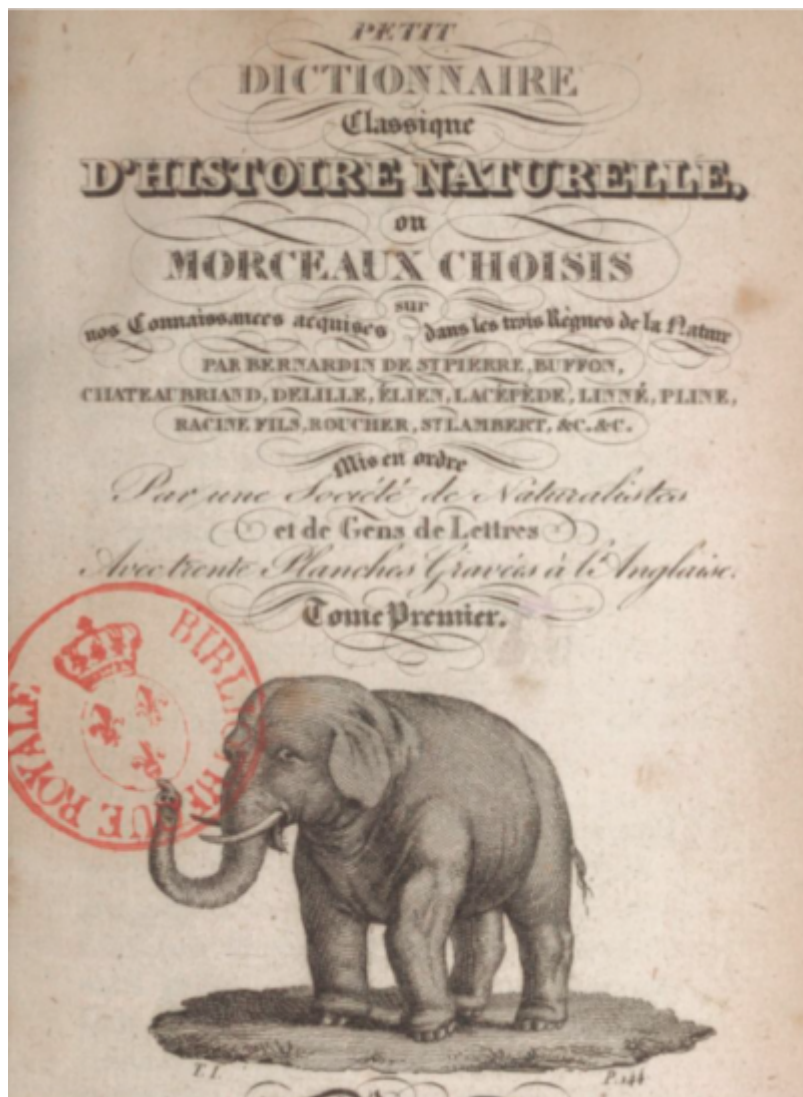 PETIT
DICTIONNAIRE
Classique
D'HISTOIRE NATURELLE,
ou
MORCEAUX CHOISIS
sur
nos Connaissances acquises dans les trois Règnes de la Nature
PAR BERNARDIN DE ST PIERRE, BUFFON,
CHATEAUBRIAND, DELILLE, ÉLIEN, LACÉPÈDE, LINNÉ, PLINE,
RACINE FILS, ROUCHER, ST LAMBERT, &C. &C.
Mis en ordre
Par une Société de Naturalistes
et de Gens de Lettres
Avec trente Planches Gravées à l'Anglaise.
Tome Premier.
BIBLIOTHEQUE ROYALE
T. I.
P. 144